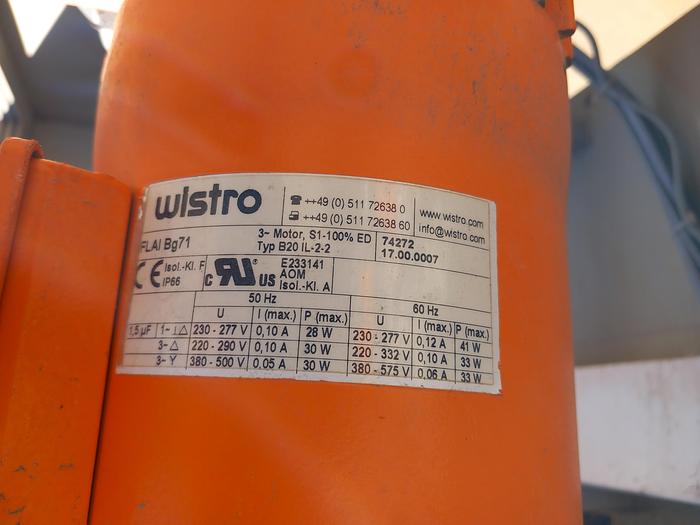 wistro
☎ ++49 (0) 511 72638 0
++49 (0) 511 72638 60
www.wistro.com
info@wistro.com
FLAI Bg71
3~ Motor, S1-100% ED
Typ B20 IL-2-2
74272
17.00.0007
CE Isol.-Kl. F
IP66
c RU ® US
E233141
AOM
Isol.-Kl. A
50 Hz 60 Hz
U I (max.) P (max.) U I (max.) P (max.)
1,5 µF 1~ ⊥ △ 230 - 277 V 0,10 A 28 W 230 - 277 V 0,12 A 41 W
3~ △ 220 - 290 V 0,10 A 30 W 220 - 332 V 0,10 A 33 W
3~ Y 380 - 500 V 0.05 A 30 W 380 - 575 V 0,06 A 33 W